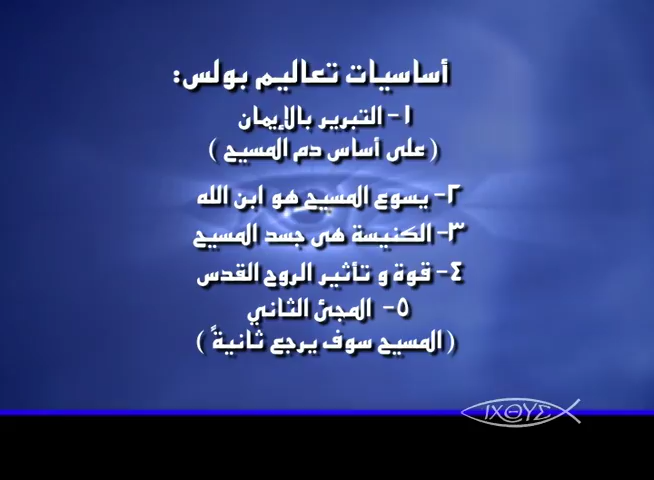 أساسيات تعاليم بولس:
١- التبرير بالإيمان
(على أساس دم المسيح)
٢- يسوع المسيح هو ابن الله
٣- الكنيسة هى جسد المسيح
٤- قوة و تأثير الروح القدس
٥- المجئ الثاني
(المسيح سوف يرجع ثانيةً)
ΙΧΘΥΣ